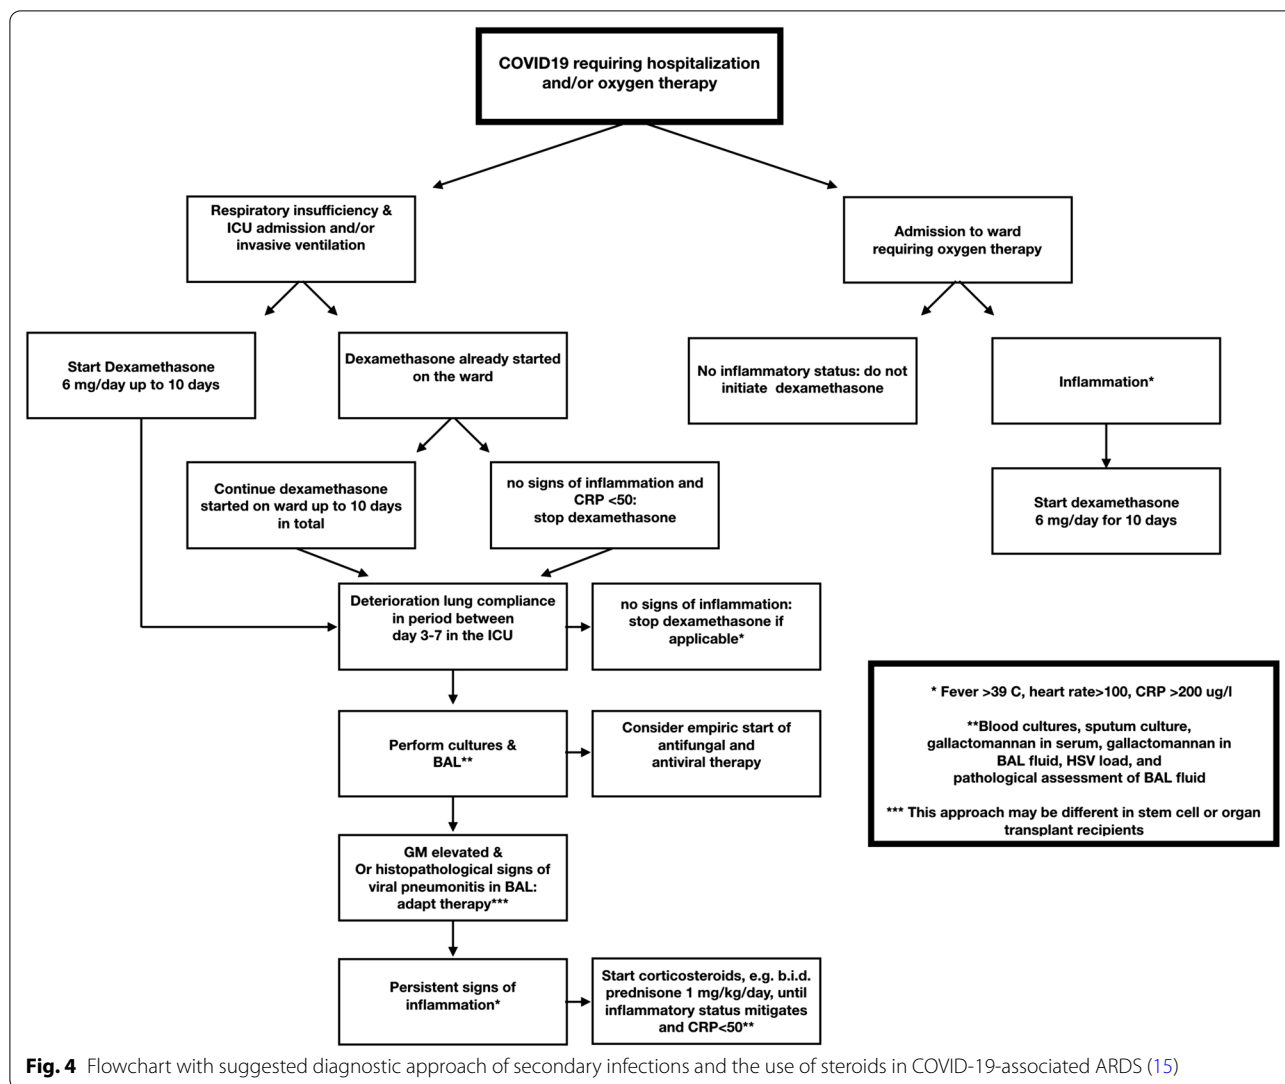 COVID19 requiring hospitalization
and/or oxygen therapy
Respiratory insufficiency &
ICU admission and/or
invasive ventilation
Admission to ward
requiring oxygen therapy
Start Dexamethasone
6 mg/day up to 10 days
Dexamethasone already started
on the ward
No inflammatory status: do not
initiate dexamethasone
Inflammation*
Continue dexamethasone
started on ward up to 10 days
in total
no signs of inflammation and
CRP <50:
stop dexamethasone
Start dexamethasone
6 mg/day for 10 days
Deterioration lung compliance
in period between
day 3-7 in the ICU
no signs of inflammation:
stop dexamethasone if
applicable*
Perform cultures &
BAL**
Consider empiric start of
antifungal and
antiviral therapy
GM elevated &
Or histopathological signs of
viral pneumonitis in BAL:
adapt therapy***
Persistent signs of
inflammation*
Start corticosteroids, e.g. b.i.d.
prednisone 1 mg/kg/day, until
inflammatory status mitigates
and CRP<50**
* Fever >39 C, heart rate>100, CRP >200 ug/l
**Blood cultures, sputum culture,
gallactomannan in serum, gallactomannan in
BAL fluid, HSV load, and
pathological assessment of BAL fluid
*** This approach may be different in stem cell or organ
transplant recipients
Fig. 4 Flowchart with suggested diagnostic approach of secondary infections and the use of steroids in COVID-19-associated ARDS (15)